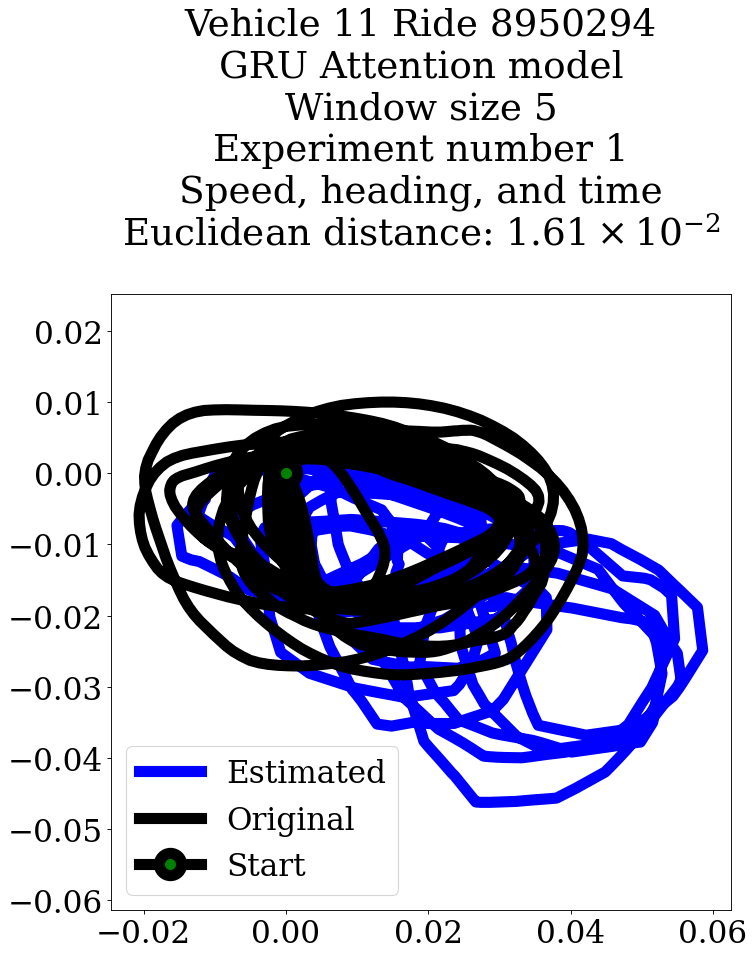 Vehicle 11 Ride 8950294
GRU Attention model
Window size 5
Experiment number 1
Speed, heading, and time
Euclidean distance: 1.61 × 10⁻²
0.02
0.01
0.00
−0.01
−0.02
−0.03
−0.04
−0.05
−0.06
Estimated
Original
Start
−0.02 0.00 0.02 0.04 0.06